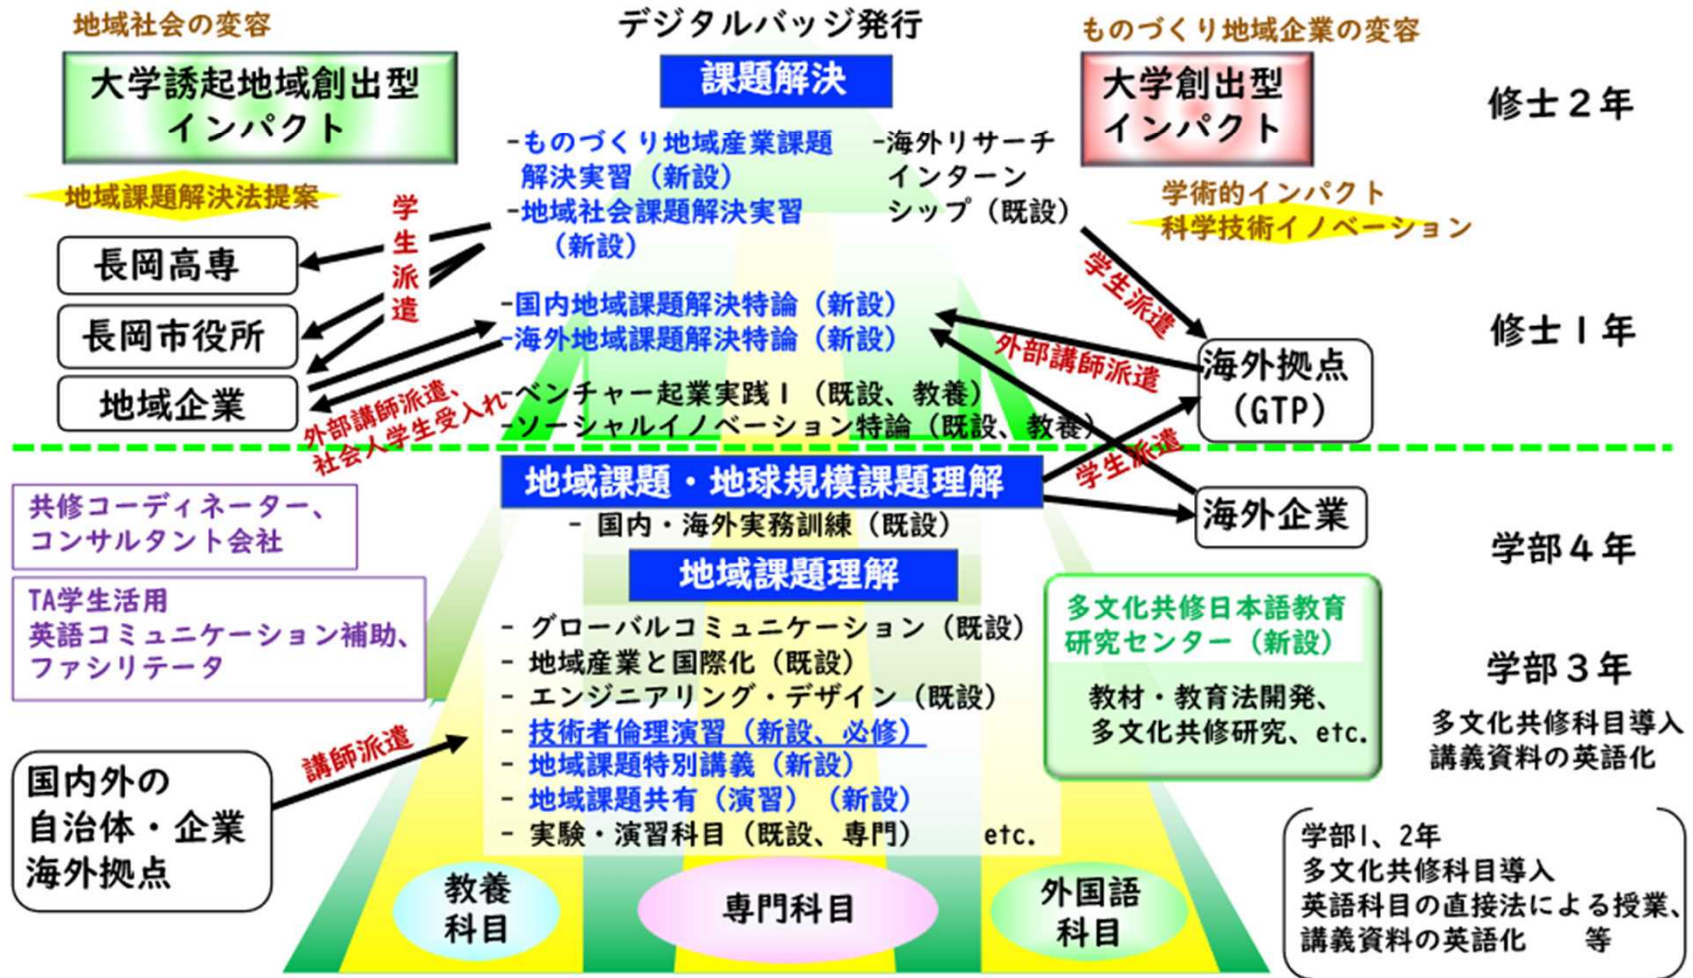 地域社会の変容
大学誘起地域創出型
インパクト
地域課題解決法提案
長岡高専
長岡市役所
地域企業
学生派遣
外部講師派遣、
社会人学生受入れ
デジタルバッジ発行
課題解決
-ものづくり地域産業課題
解決実習（新設）
-地域社会課題解決実習
（新設）
-海外リサーチ
インターン
シップ（既設）
-国内地域課題解決特論（新設）
-海外地域課題解決特論（新設）
-ベンチャー起業実践Ⅰ（既設、教養）
-ソーシャルイノベーション特論（既設、教養）
ものづくり地域企業の変容
大学創出型
インパクト
学術的インパクト
科学技術イノベーション
学生派遣
外部講師派遣
海外拠点
（GTP）
学生派遣
海外企業
修士２年
修士１年
地域課題・地球規模課題理解
- 国内・海外実務訓練（既設）
地域課題理解
- グローバルコミュニケーション（既設）
- 地域産業と国際化（既設）
- エンジニアリング・デザイン（既設）
- 技術者倫理演習（新設、必修）
- 地域課題特別講義（新設）
- 地域課題共有（演習）（新設）
- 実験・演習科目（既設、専門） etc.
教養
科目
専門科目
外国語
科目
共修コーディネーター、
コンサルタント会社
TA学生活用
英語コミュニケーション補助、
ファシリテータ
講師派遣
国内外の
自治体・企業
海外拠点
多文化共修日本語教育
研究センター（新設）
教材・教育法開発、
多文化共修研究、etc.
学部４年
学部３年
多文化共修科目導入
講義資料の英語化
学部1、2年
多文化共修科目導入
英語科目の直接法による授業、
講義資料の英語化 等